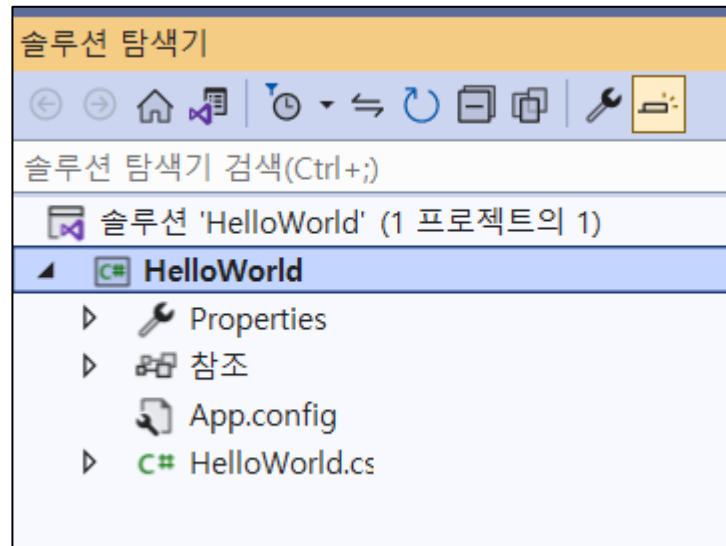 솔루션 탐색기
솔루션 탐색기 검색(Ctrl+;)
솔루션 'HelloWorld' (1 프로젝트의 1)
C# HelloWorld
Properties
참조
App.config
C# HelloWorld.cs